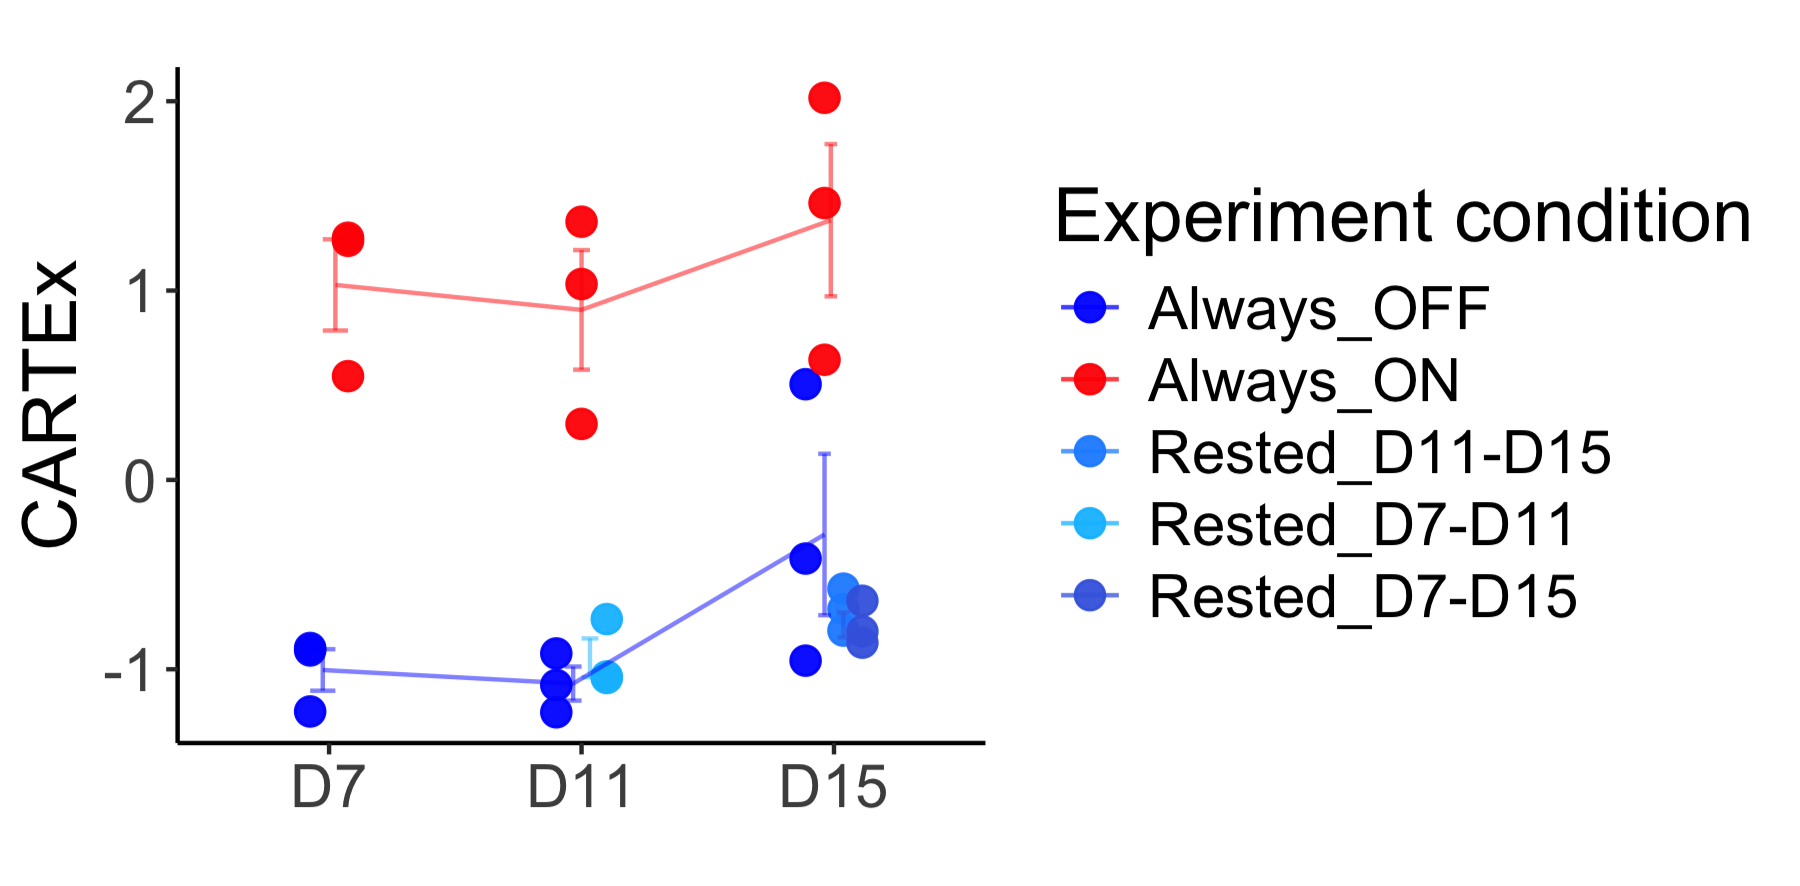 2
1
0
-1
CARTEx
D7
D11
D15
Experiment condition
Always_OFF
Always_ON
Rested_D11-D15
Rested_D7-D11
Rested_D7-D15